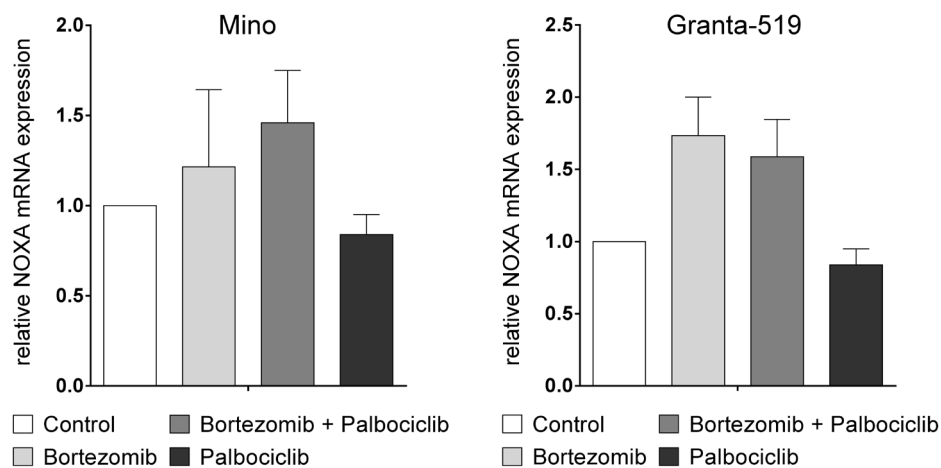 Mino
relative NOXA mRNA expression
2.0
1.5
1.0
0.5
0.0
Control
Bortezomib + Palbociclib
Bortezomib
Palbociclib
Granta-519
relative NOXA mRNA expression
2.5
2.0
1.5
1.0
0.5
0.0
Control
Bortezomib + Palbociclib
Bortezomib
Palbociclib